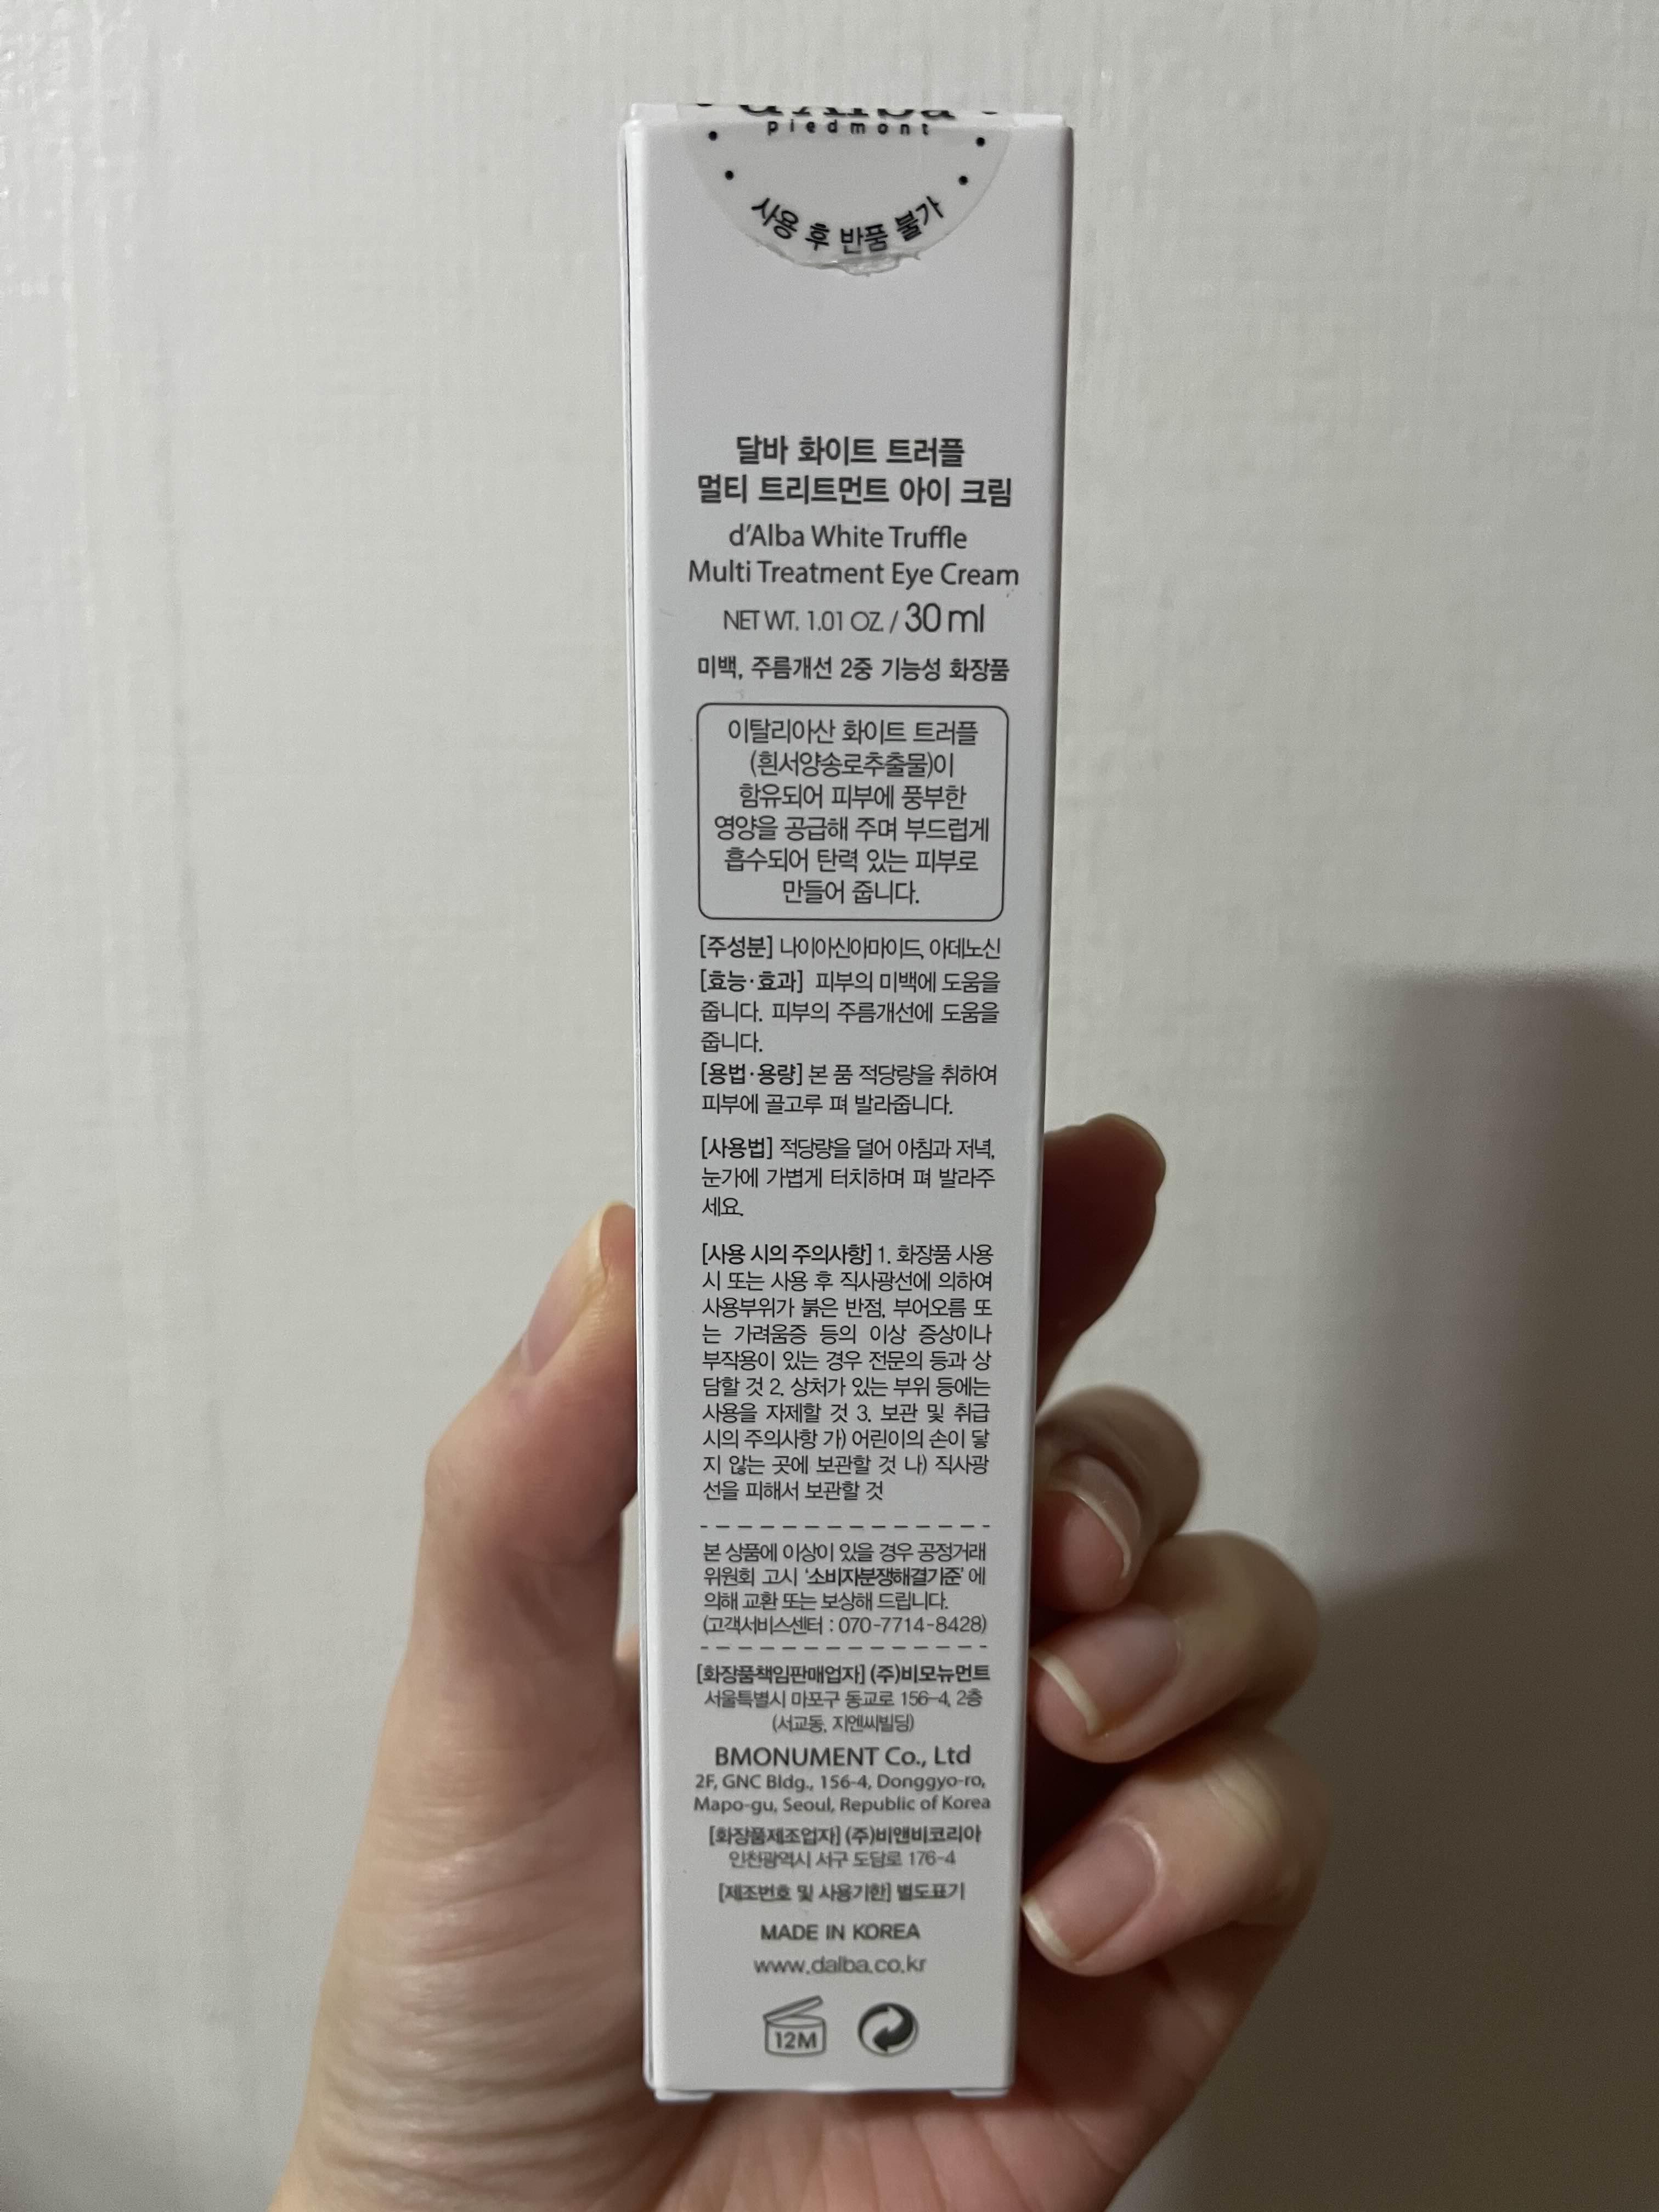 d'Alba
piedmont
사용 후 반품 불가
달바 화이트 트러플
멀티 트리트먼트 아이 크림
d'Alba White Truffle
Multi Treatment Eye Cream
NET WT. 1.01 OZ. / 30 ml
미백, 주름개선 2중 기능성 화장품
이탈리아산 화이트 트러플
(흰서양송로추출물)이
함유되어 피부에 풍부한
영양을 공급해 주며 부드럽게
흡수되어 탄력 있는 피부로
만들어 줍니다.
[주성분] 나이아신아마이드, 아데노신
[효능·효과] 피부의 미백에 도움을
줍니다. 피부의 주름개선에 도움을
줍니다.
[용법·용량] 본 품 적당량을 취하여
피부에 골고루 펴 발라줍니다.
[사용법] 적당량을 덜어 아침과 저녁,
눈가에 가볍게 터치하며 펴 발라주
세요.
[사용 시의 주의사항] 1. 화장품 사용
시 또는 사용 후 직사광선에 의하여
사용부위가 붉은 반점, 부어오름 또
는 가려움증 등의 이상 증상이나
부작용이 있는 경우 전문의 등과 상
담할 것 2. 상처가 있는 부위 등에는
사용을 자제할 것 3. 보관 및 취급
시의 주의사항 가) 어린이의 손이 닿
지 않는 곳에 보관할 것 나) 직사광
선을 피해서 보관할 것
본 상품에 이상이 있을 경우 공정거래
위원회 고시 '소비자분쟁해결기준' 에
의해 교환 또는 보상해 드립니다.
(고객서비스센터 : 070-7714-8428)
[화장품책임판매업자] (주)비모뉴먼트
서울특별시 마포구 동교로 156-4, 2층
(서교동, 지엔씨빌딩)
BMONUMENT Co., Ltd
2F, GNC Bldg., 156-4, Donggyo-ro,
Mapo-gu, Seoul, Republic of Korea
[화장품제조업자] (주)비앤비코리아
인천광역시 서구 도담로 176-4
[제조번호 및 사용기한] 별도표기
MADE IN KOREA
www.dalba.co.kr
12M